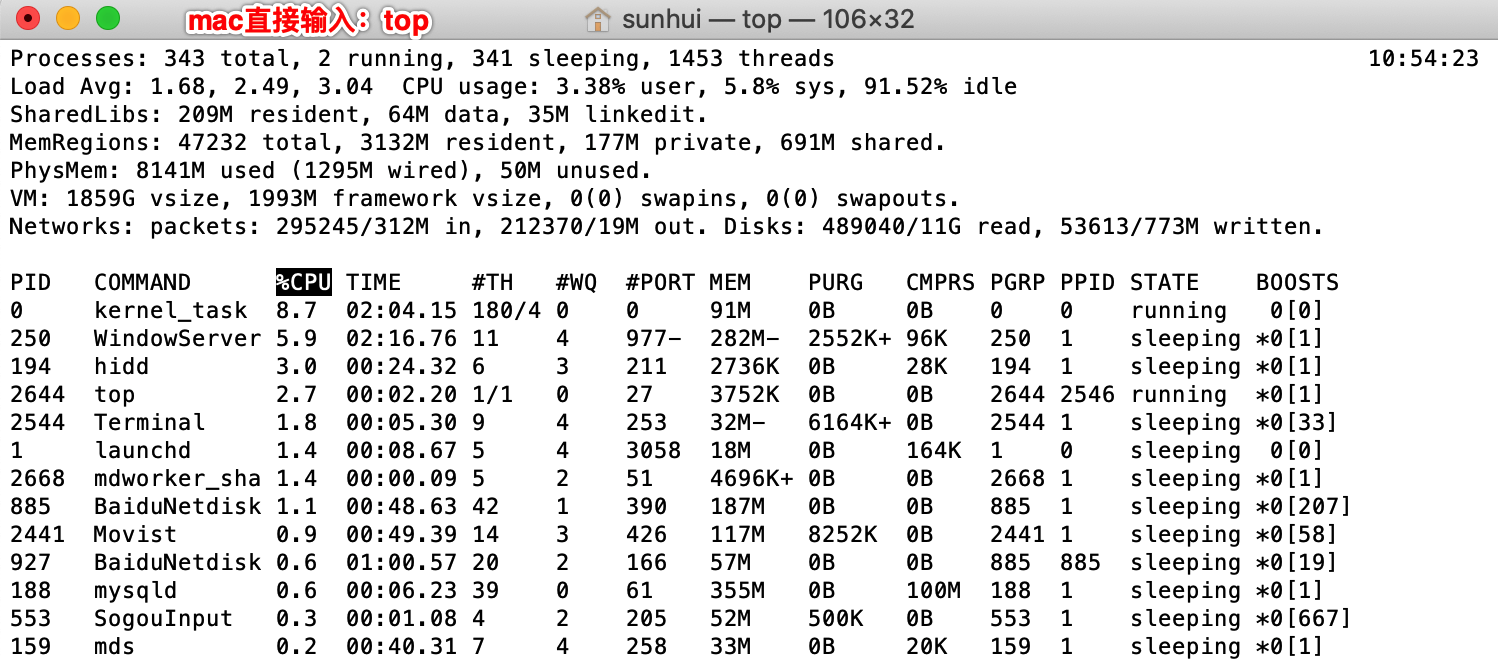 mac直接输入：top sunhui — top — 106×32
Processes: 343 total, 2 running, 341 sleeping, 1453 threads 10:54:23
Load Avg: 1.68, 2.49, 3.04 CPU usage: 3.38% user, 5.8% sys, 91.52% idle
SharedLibs: 209M resident, 64M data, 35M linkedit.
MemRegions: 47232 total, 3132M resident, 177M private, 691M shared.
PhysMem: 8141M used (1295M wired), 50M unused.
VM: 1859G vsize, 1993M framework vsize, 0(0) swapins, 0(0) swapouts.
Networks: packets: 295245/312M in, 212370/19M out. Disks: 489040/11G read, 53613/773M written.
PID COMMAND %CPU TIME #TH #WQ #PORT MEM PURG CMPRS PGRP PPID STATE BOOSTS
0 kernel_task 8.7 02:04.15 180/4 0 0 91M 0B 0B 0 0 running 0[0]
250 WindowServer 5.9 02:16.76 11 4 977- 282M- 2552K+ 96K 250 1 sleeping *0[1]
194 hidd 3.0 00:24.32 6 3 211 2736K 0B 28K 194 1 sleeping *0[1]
2644 top 2.7 00:02.20 1/1 0 27 3752K 0B 0B 2644 2546 running *0[1]
2544 Terminal 1.8 00:05.30 9 4 253 32M- 6164K+ 0B 2544 1 sleeping *0[33]
1 launchd 1.4 00:08.67 5 4 3058 18M 0B 164K 1 0 sleeping 0[0]
2668 mdworker_sha 1.4 00:00.09 5 2 51 4696K+ 0B 0B 2668 1 sleeping *0[1]
885 BaiduNetdisk 1.1 00:48.63 42 1 390 187M 0B 0B 885 1 sleeping *0[207]
2441 Movist 0.9 00:49.39 14 3 426 117M 8252K 0B 2441 1 sleeping *0[58]
927 BaiduNetdisk 0.6 01:00.57 20 2 166 57M 0B 0B 885 885 sleeping *0[19]
188 mysqld 0.6 00:06.23 39 0 61 355M 0B 100M 188 1 sleeping *0[1]
553 SogouInput 0.3 00:01.08 4 2 205 52M 500K 0B 553 1 sleeping *0[667]
159 mds 0.2 00:40.31 7 4 258 33M 0B 20K 159 1 sleeping *0[1]